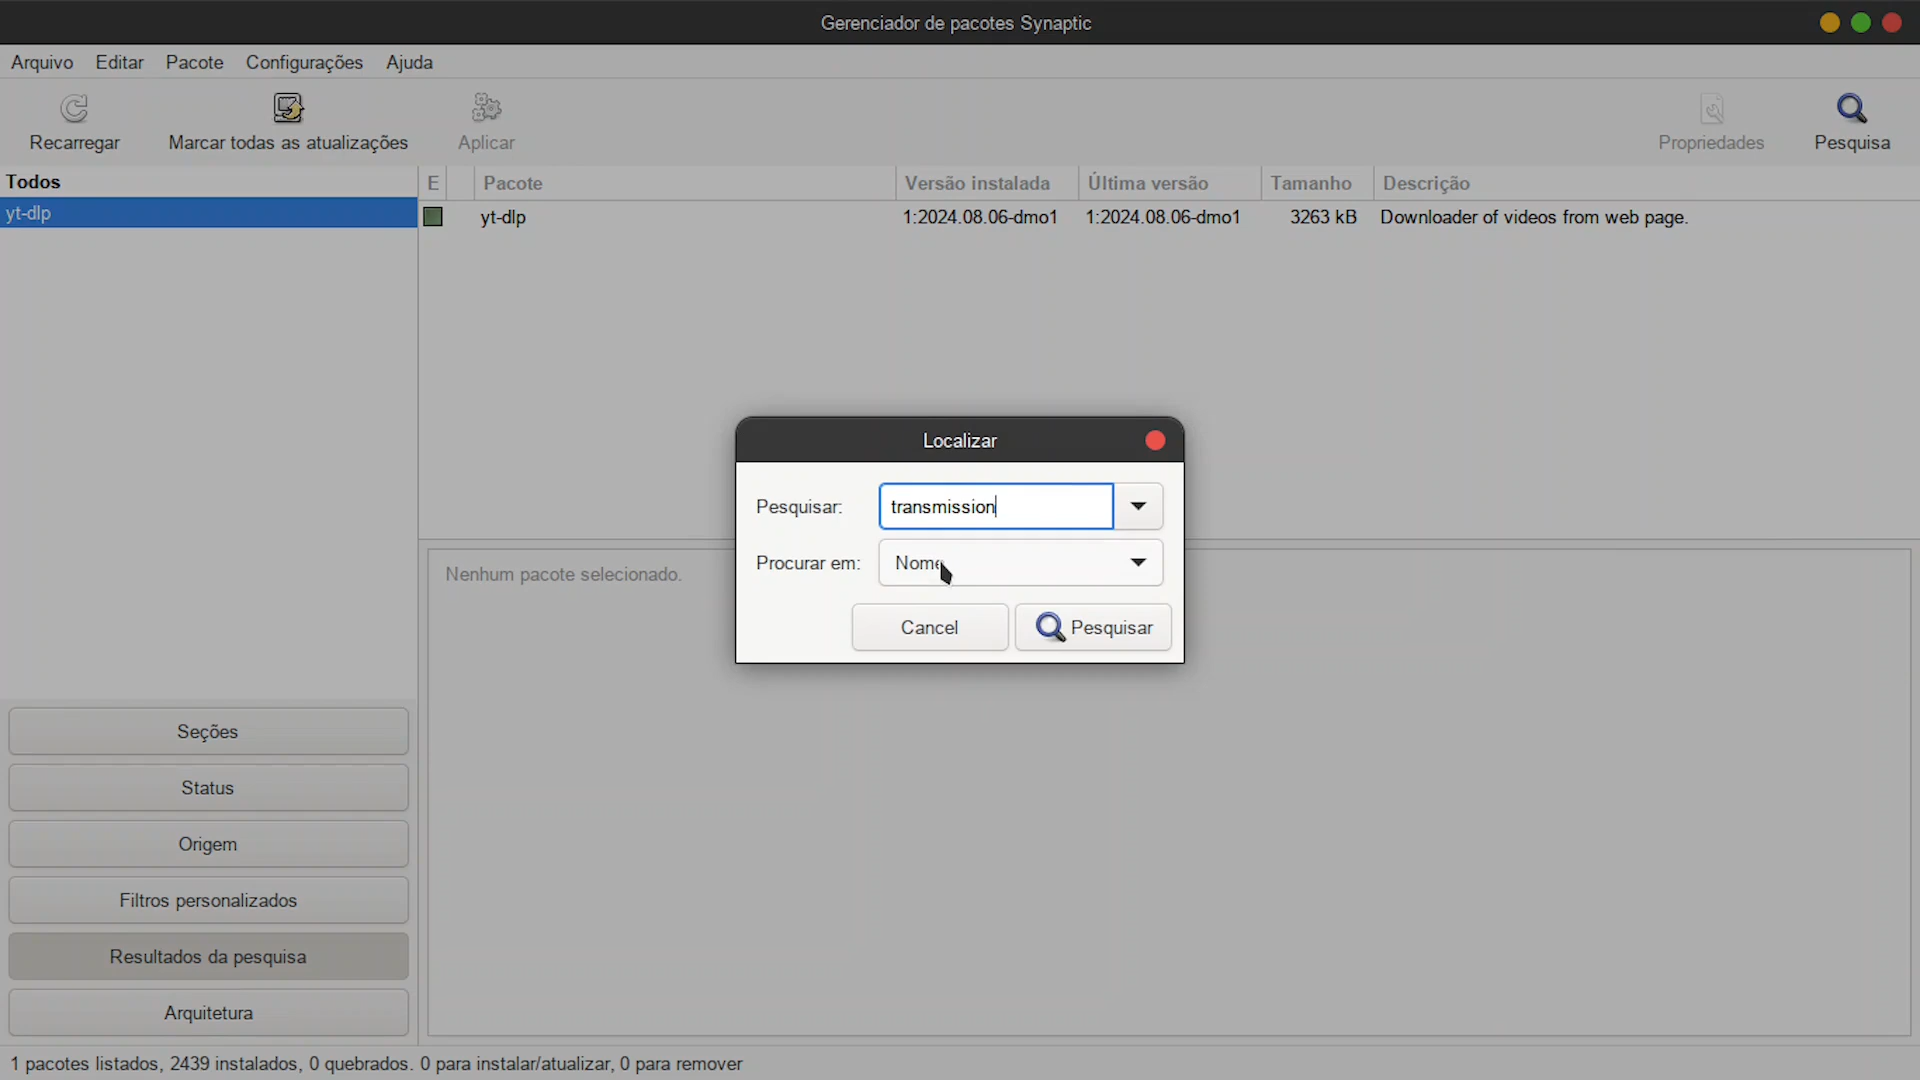 Gerenciador de pacotes Synaptic
Arquivo Editar Pacote Configurações Ajuda
Recarregar Marcar todas as atualizações Aplicar Propriedades Pesquisa
Todos
yt-dlp
E Pacote Versão instalada Última versão Tamanho Descrição
yt-dlp 1:2024.08.06-dmo1 1:2024.08.06-dmo1 3263 kB Downloader of videos from web page.
Localizar
Pesquisar: transmission
Procurar em: Nome
Cancel Pesquisar
Nenhum pacote selecionado.
Seções
Status
Origem
Filtros personalizados
Resultados da pesquisa
Arquitetura
1 pacotes listados, 2439 instalados, 0 quebrados. 0 para instalar/atualizar, 0 para remover